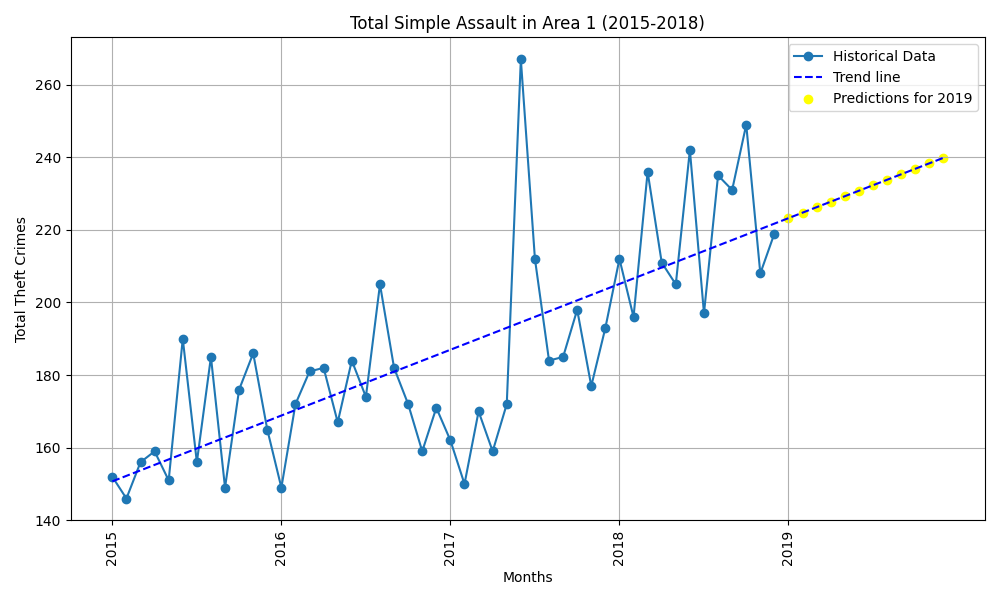 Total Simple Assault in Area 1 (2015-2018)
Historical Data
Trend line
Predictions for 2019
Total Theft Crimes
260
240
220
200
180
160
140
2015
2016
2017
2018
2019
Months